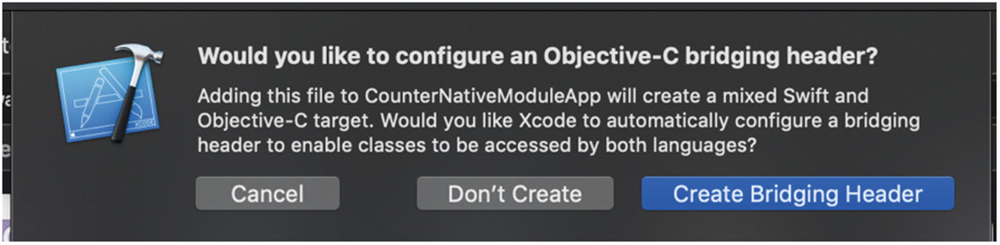 Would you like to configure an Objective-C bridging header?
Adding this file to CounterNativeModuleApp will create a mixed Swift and
Objective-C target. Would you like Xcode to automatically configure a bridging
header to enable classes to be accessed by both languages?
Cancel Don't Create Create Bridging Header
XCODE